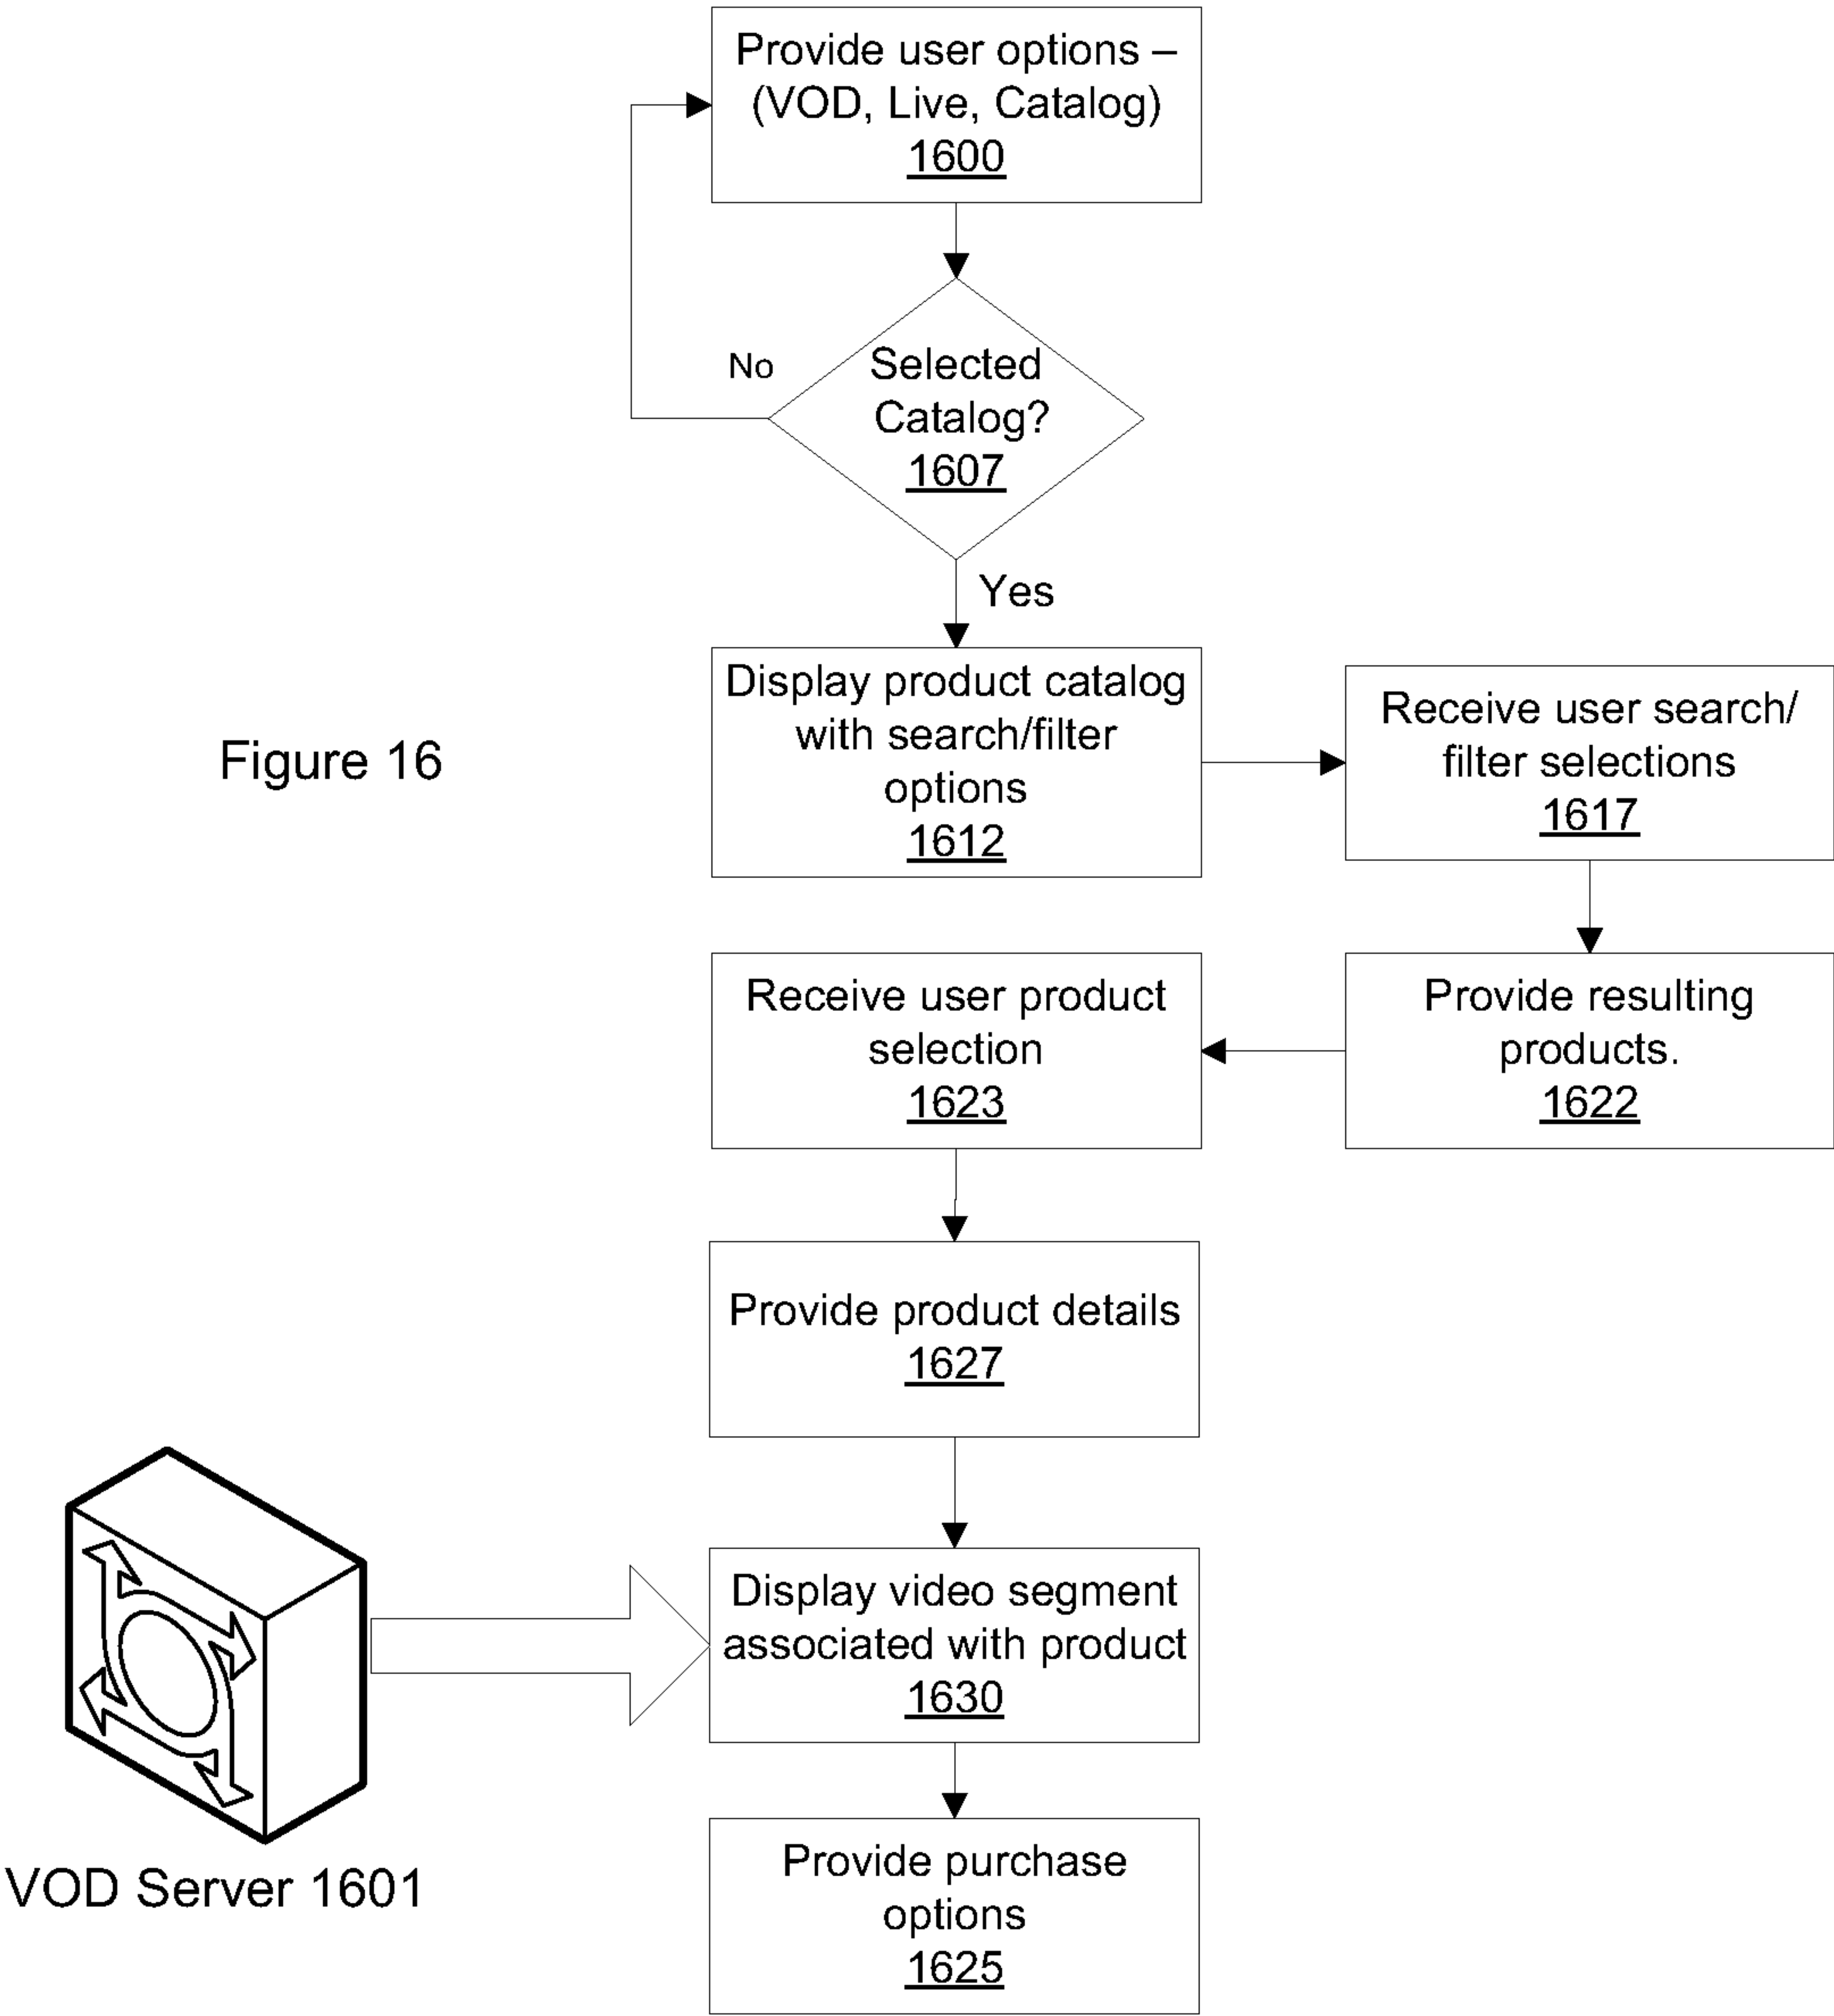 Provide user options –
(VOD, Live, Catalog)
1600
No
Selected
Catalog?
1607
Yes
Display product catalog
with search/filter
options
1612
Receive user search/
filter selections
1617
Figure 16
Receive user product
selection
1623
Provide resulting
products.
1622
Provide product details
1627
Display video segment
associated with product
1630
VOD Server 1601
Provide purchase
options
1625